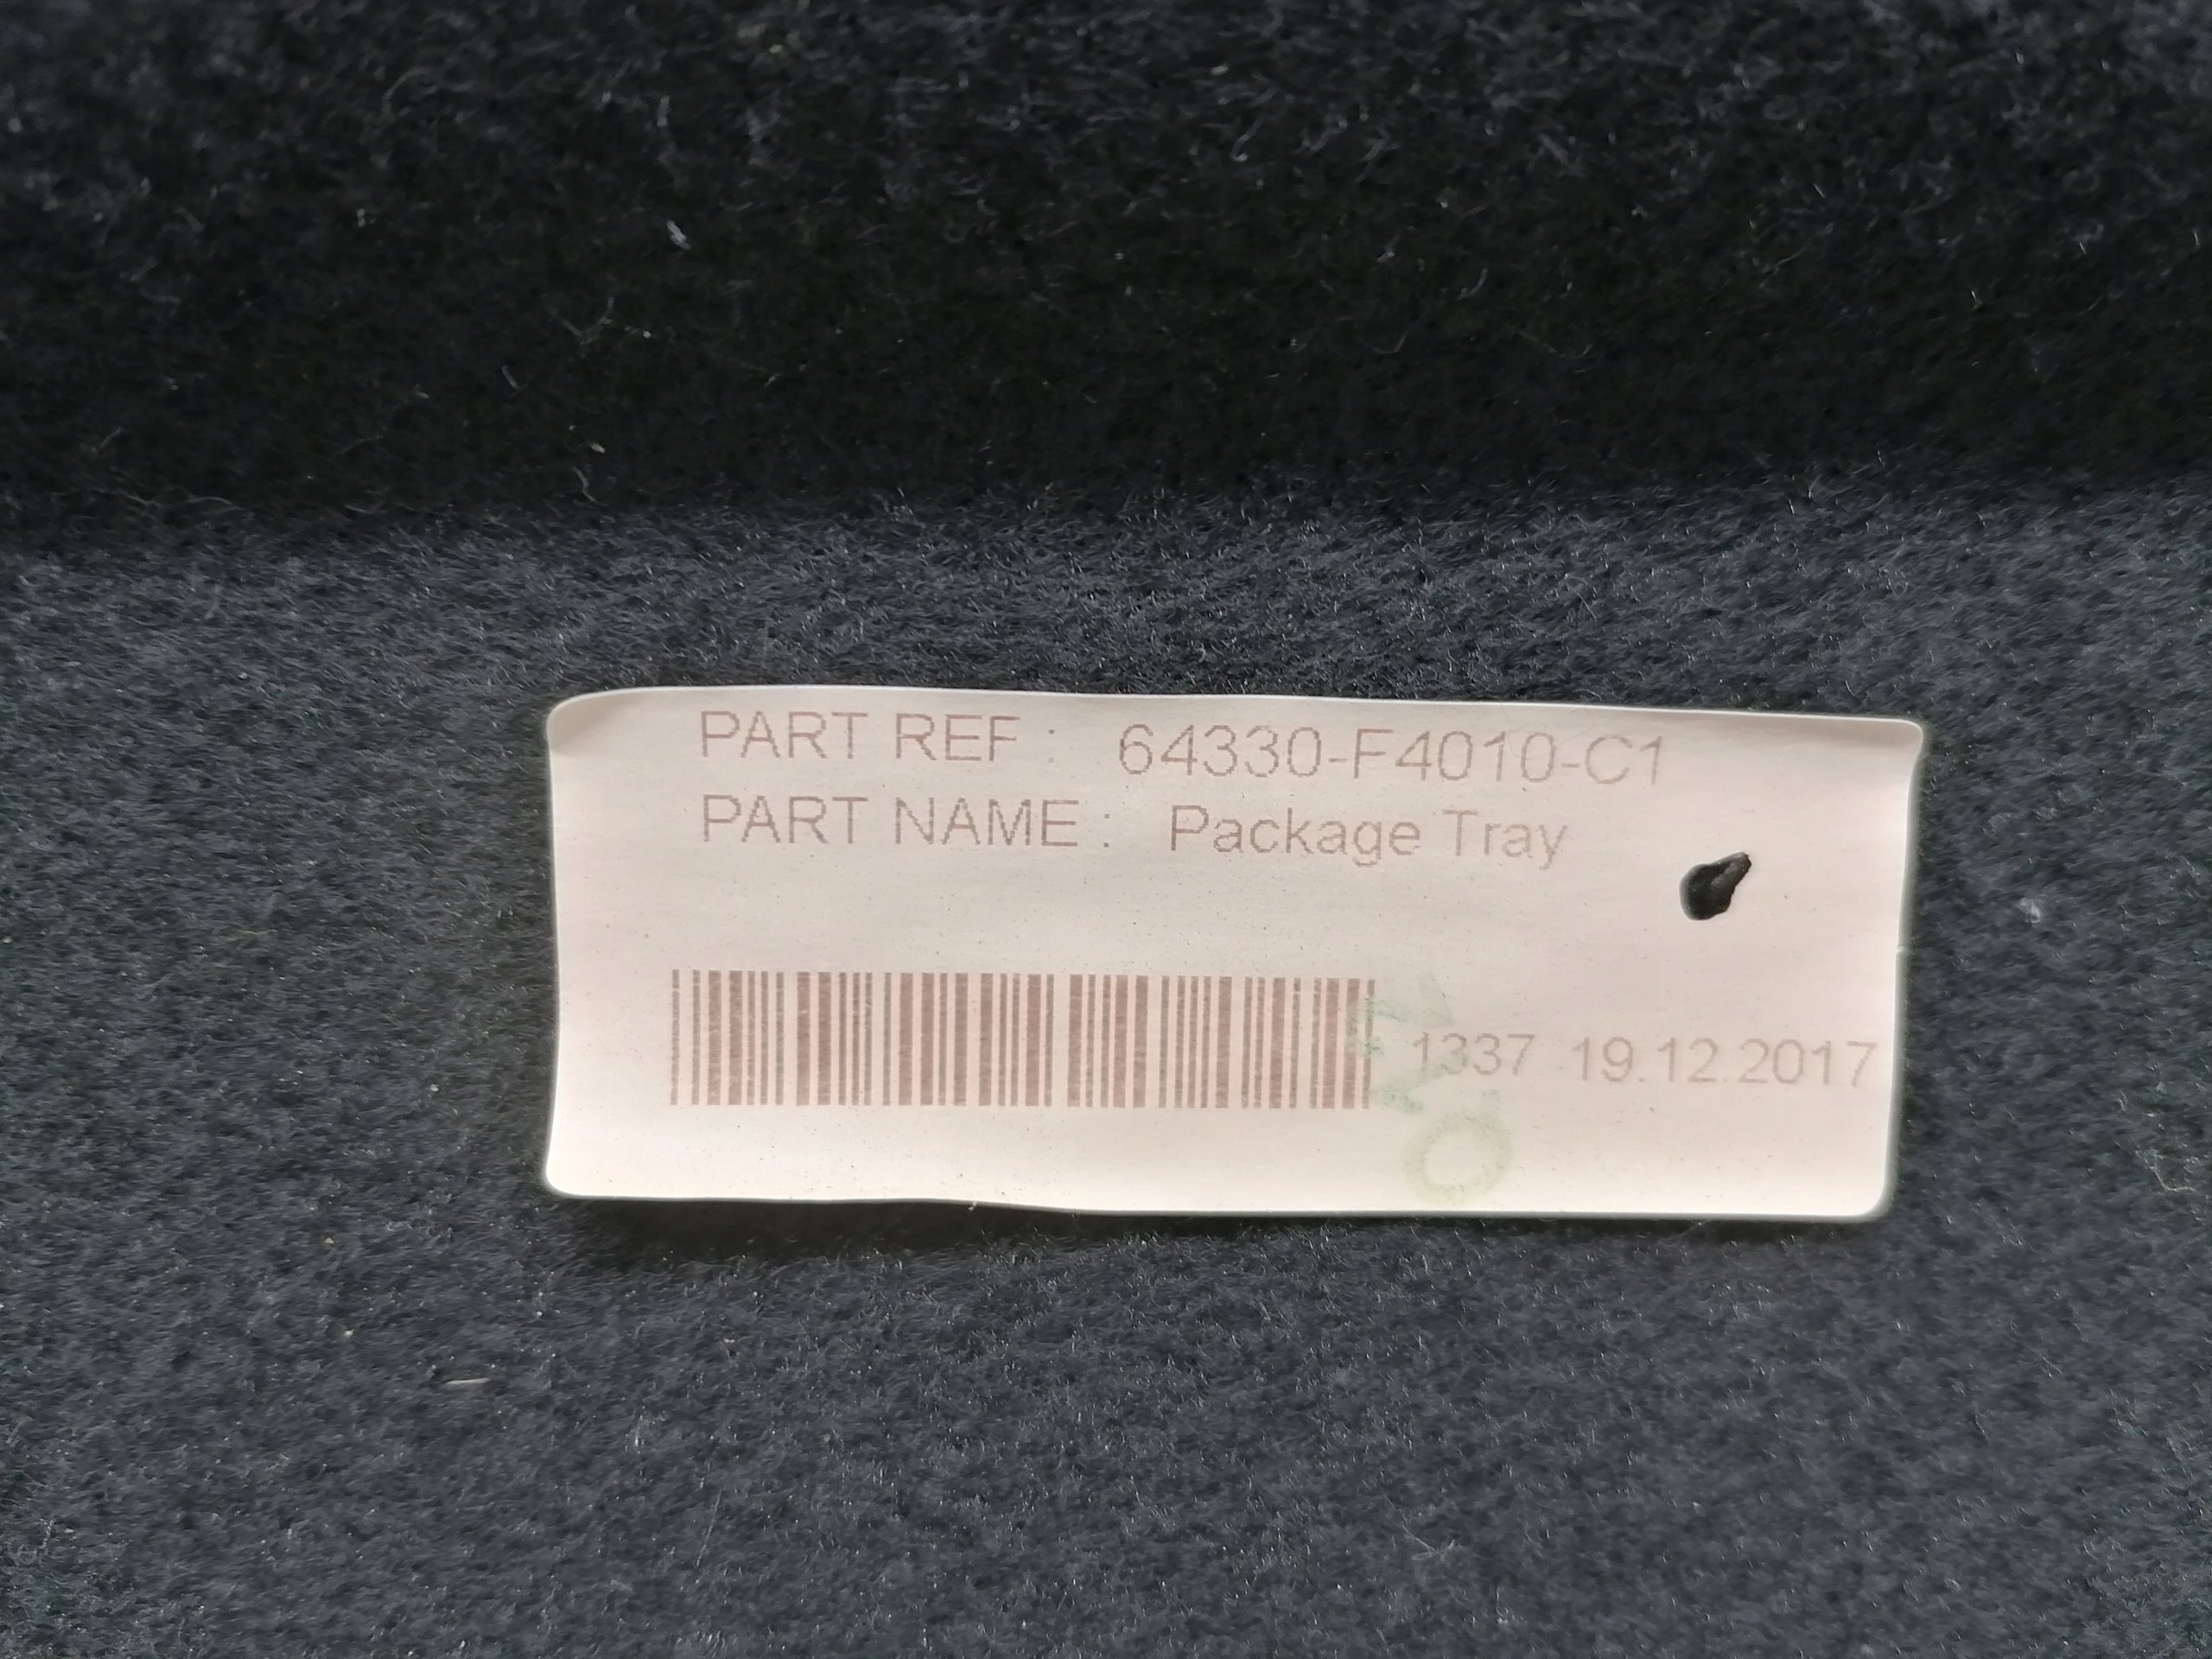 PART REF : 64330-F4010-C1
PART NAME : Package Tray
1337 19.12.2017